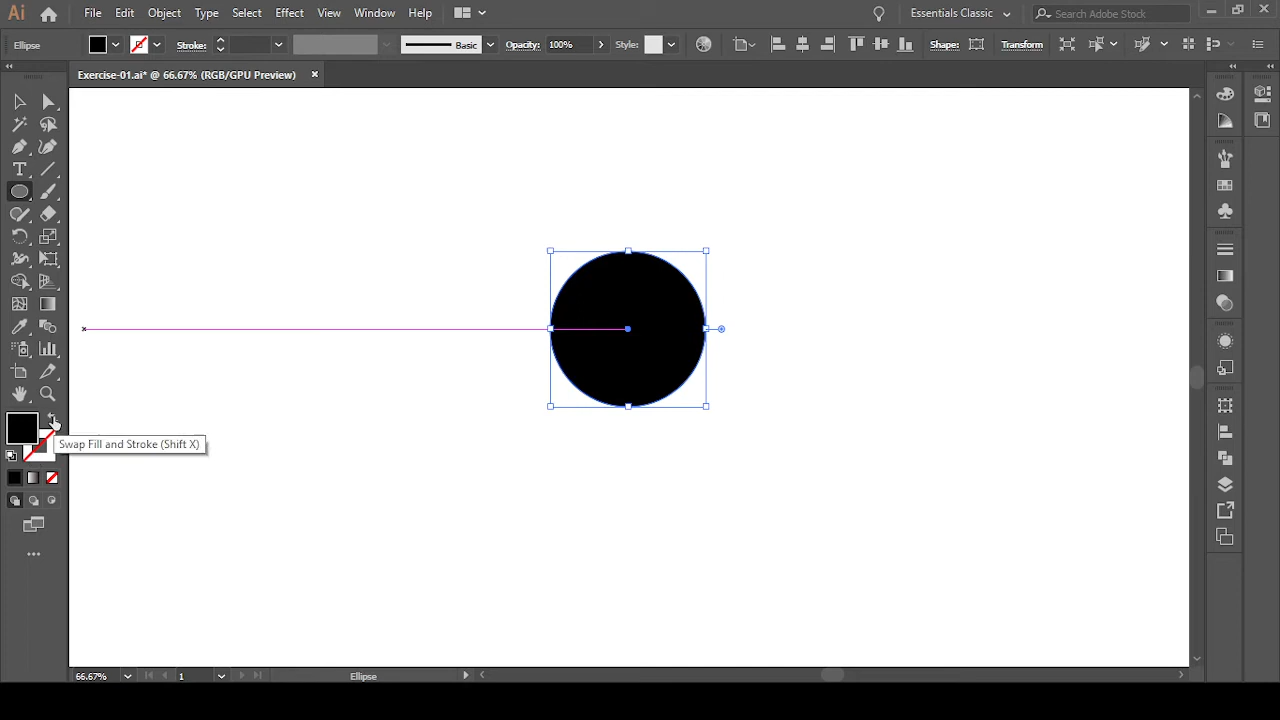 Ai File Edit Object Type Select Effect View Window Help Essentials Classic Search Adobe Stock
Ellipse Stroke: Basic Opacity: 100% Style: Shape: Transform
Exercise-01.ai* @ 66.67% (RGB/GPU Preview)
T
Swap Fill and Stroke (Shift X)
66.67% 1 Ellipse